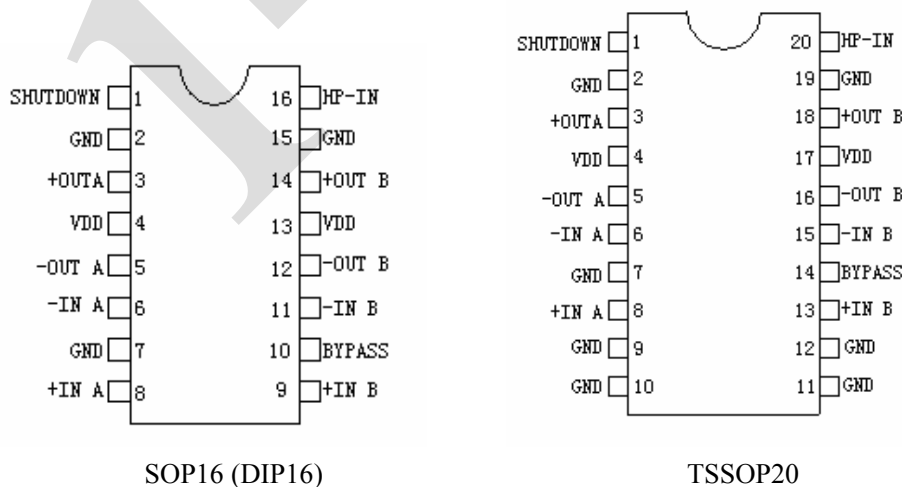 SHUTDOWN 1 16 HP-IN
GND 2 15 GND
+OUTA 3 14 +OUT B
VDD 4 13 VDD
-OUT A 5 12 -OUT B
-IN A 6 11 -IN B
GND 7 10 BYPASS
+IN A 8 9 +IN B
SOP16 (DIP16)
SHUTDOWN 1 20 HP-IN
GND 2 19 GND
+OUTA 3 18 +OUT B
VDD 4 17 VDD
-OUT A 5 16 -OUT B
-IN A 6 15 -IN B
GND 7 14 BYPASS
+IN A 8 13 +IN B
GND 9 12 GND
GND 10 11 GND
TSSOP20